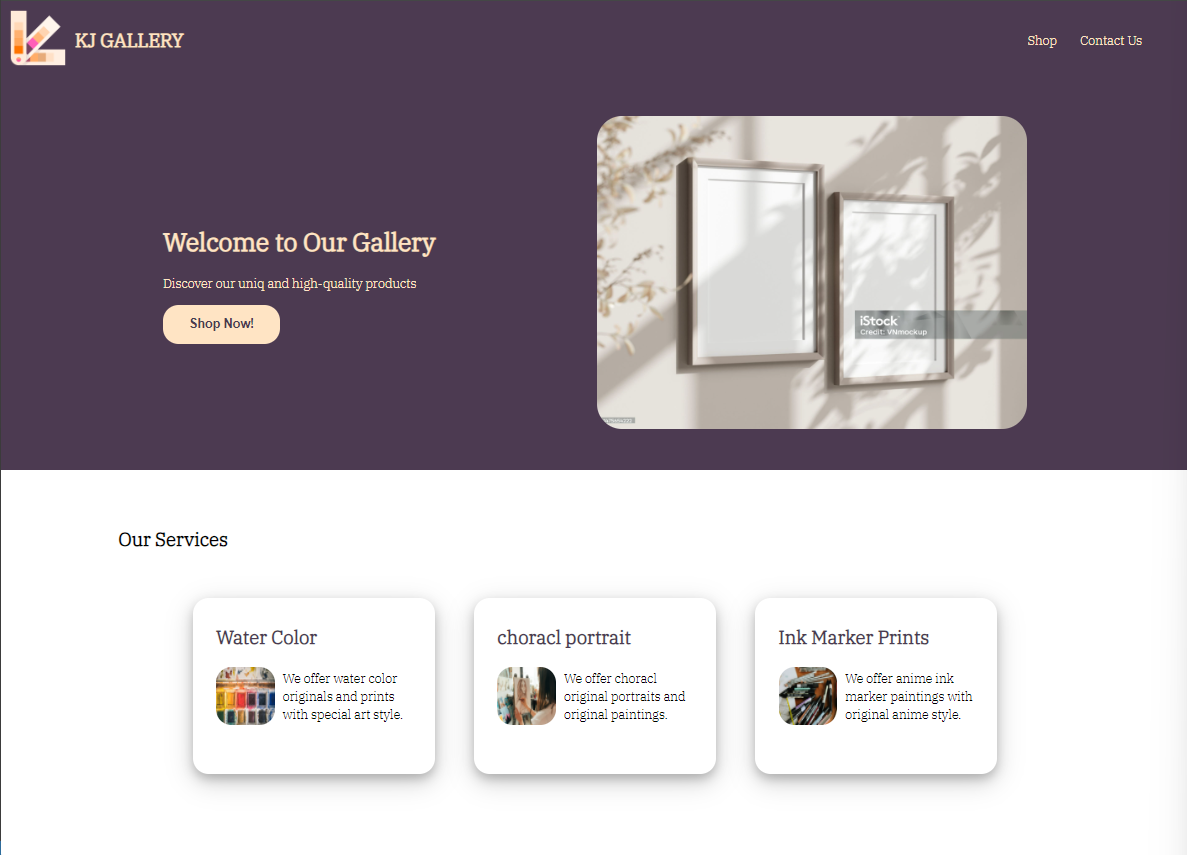 KJ GALLERY
Shop
Contact Us
Welcome to Our Gallery
Discover our uniq and high-quality products
Shop Now!
iStock
Credit: VNmockup
Our Services
Water Color
We offer water color
originals and prints
with special art style.
choracl portrait
We offer choracl
original portraits and
original paintings.
Ink Marker Prints
We offer anime ink
marker paintings with
original anime style.